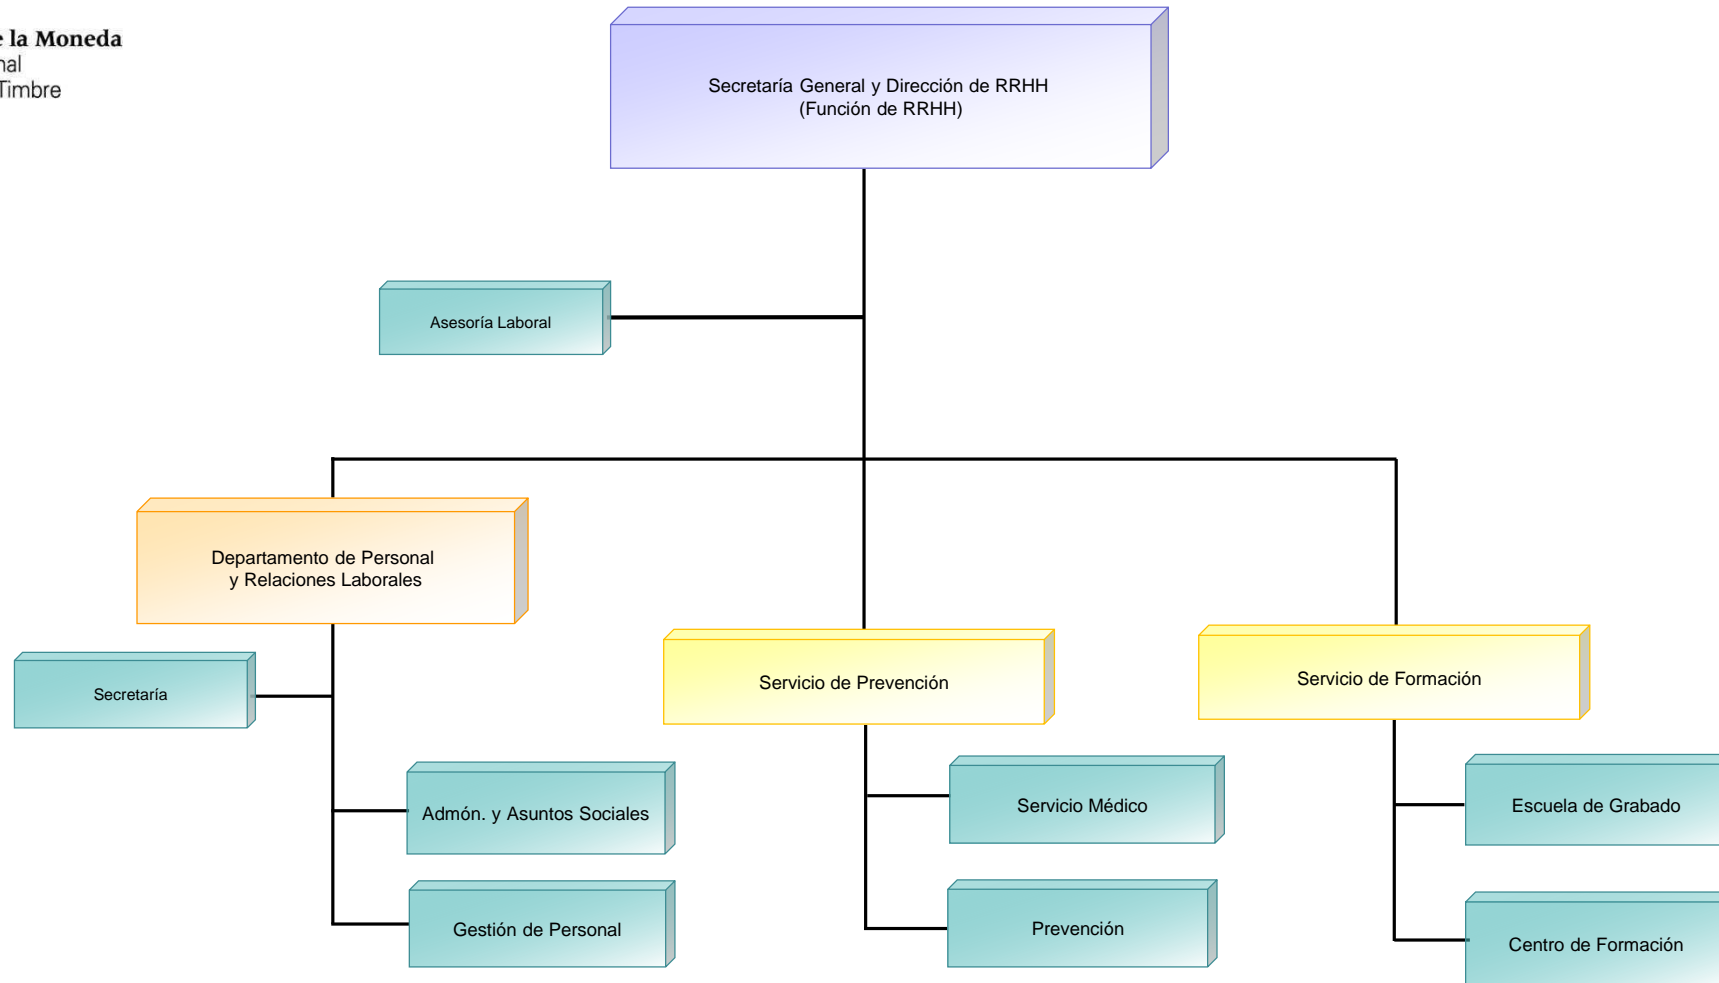 e la Moneda
nal
Timbre
Secretaría General y Dirección de RRHH
(Función de RRHH)
Asesoría Laboral
Departamento de Personal
y Relaciones Laborales
Secretaría
Servicio de Prevención
Servicio de Formación
Admón. y Asuntos Sociales
Servicio Médico
Escuela de Grabado
Gestión de Personal
Prevención
Centro de Formación